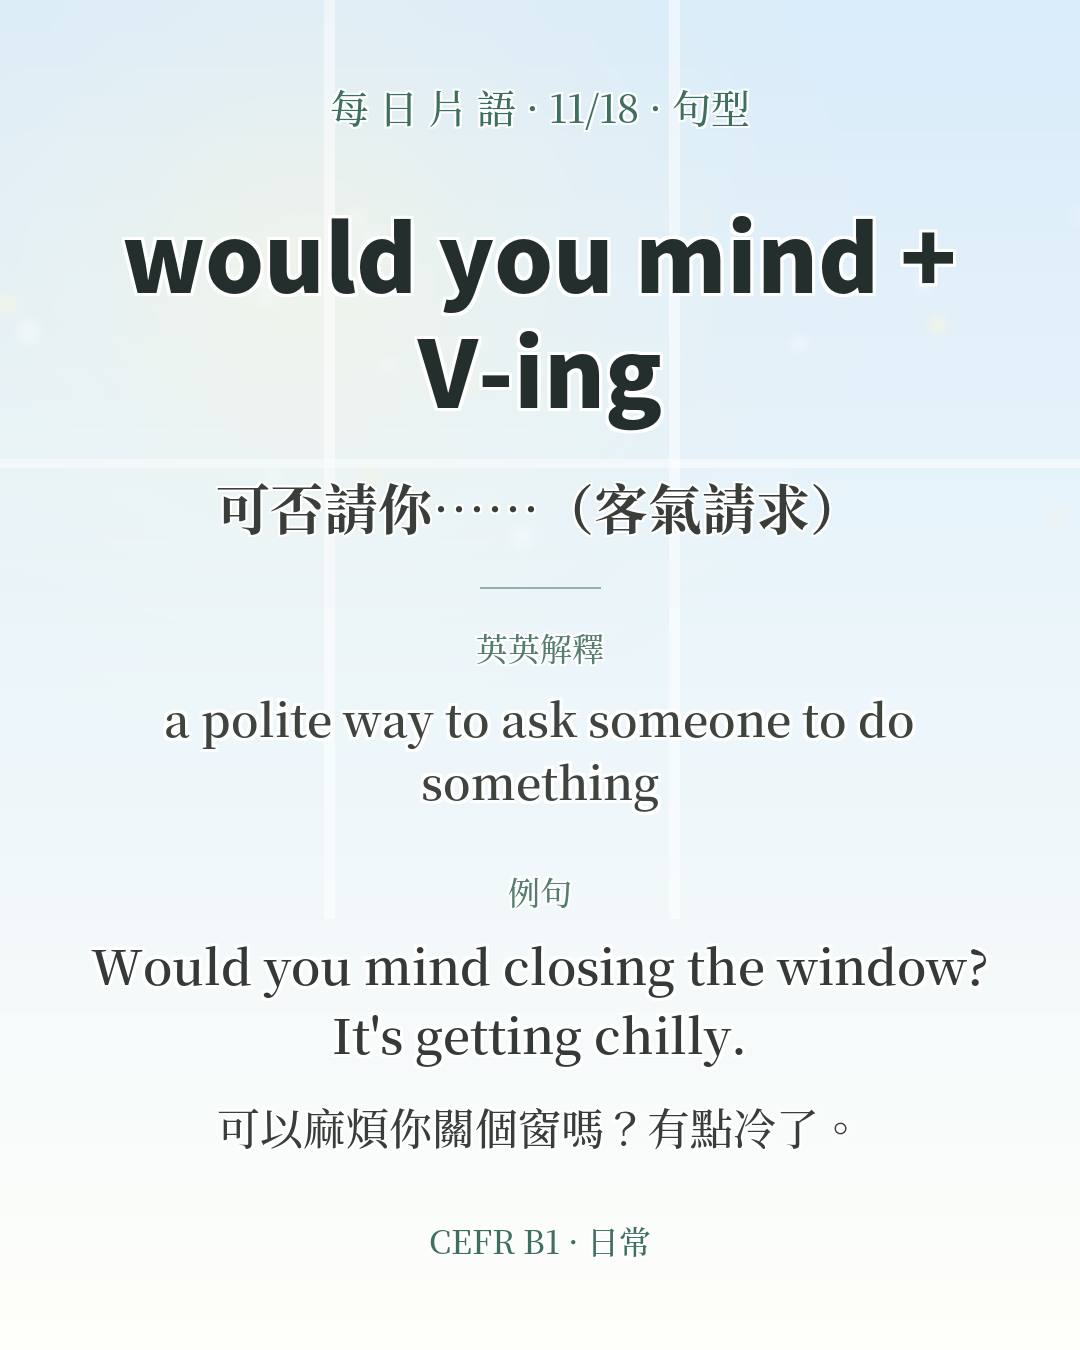 每日片語 · 11/18 · 句型
would you mind +
V-ing
可否請你⋯⋯（客氣請求）
英英解釋
a polite way to ask someone to do
something
例句
Would you mind closing the window?
It's getting chilly.
可以麻煩你關個窗嗎？有點冷了。
CEFR B1 · 日常